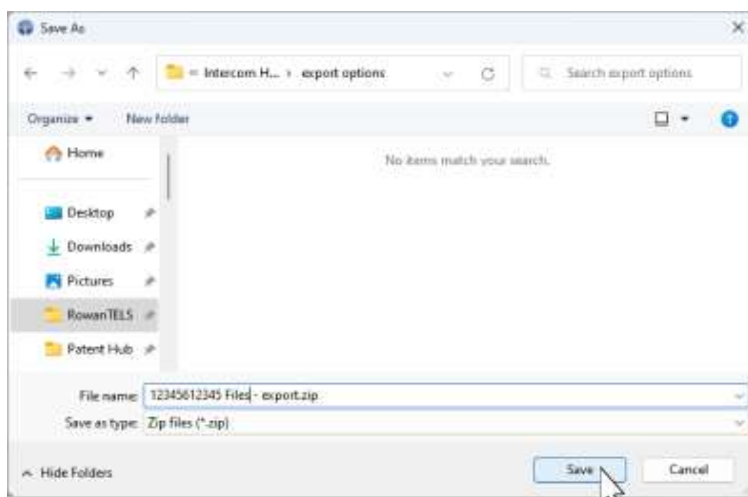 Save As
Intercom H... › export options
Search export options
Organize
New folder
Home
No items match your search.
Desktop
Downloads
Pictures
RowanTELS
Patent Hub
File name: 12345612345 Files - export.zip
Save as type: Zip files (*.zip)
Hide Folders
Save
Cancel